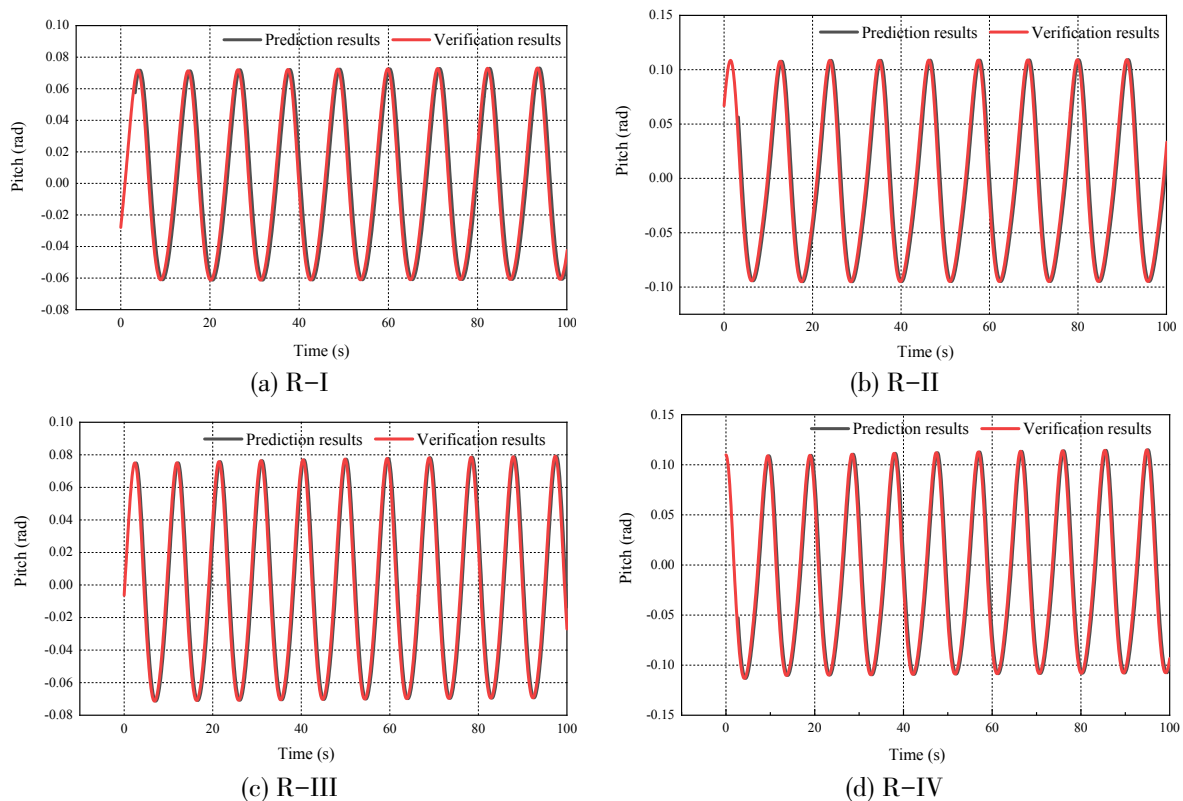 Prediction results Verification results
0.10
0.08
0.06
0.04
0.02
0.00
-0.02
-0.04
-0.06
-0.08
Pitch (rad)
0 20 40 60 80 100
Time (s)
(a) R-I
Prediction results Verification results
0.15
0.10
0.05
0.00
-0.05
-0.10
Pitch (rad)
0 20 40 60 80 100
Time (s)
(b) R-II
Prediction results Verification results
0.10
0.08
0.06
0.04
0.02
0.00
-0.02
-0.04
-0.06
-0.08
Pitch (rad)
0 20 40 60 80 100
Time (s)
(c) R-III
Prediction results Verification results
0.15
0.10
0.05
0.00
-0.05
-0.10
-0.15
Pitch (rad)
0 20 40 60 80 100
Time (s)
(d) R-IV